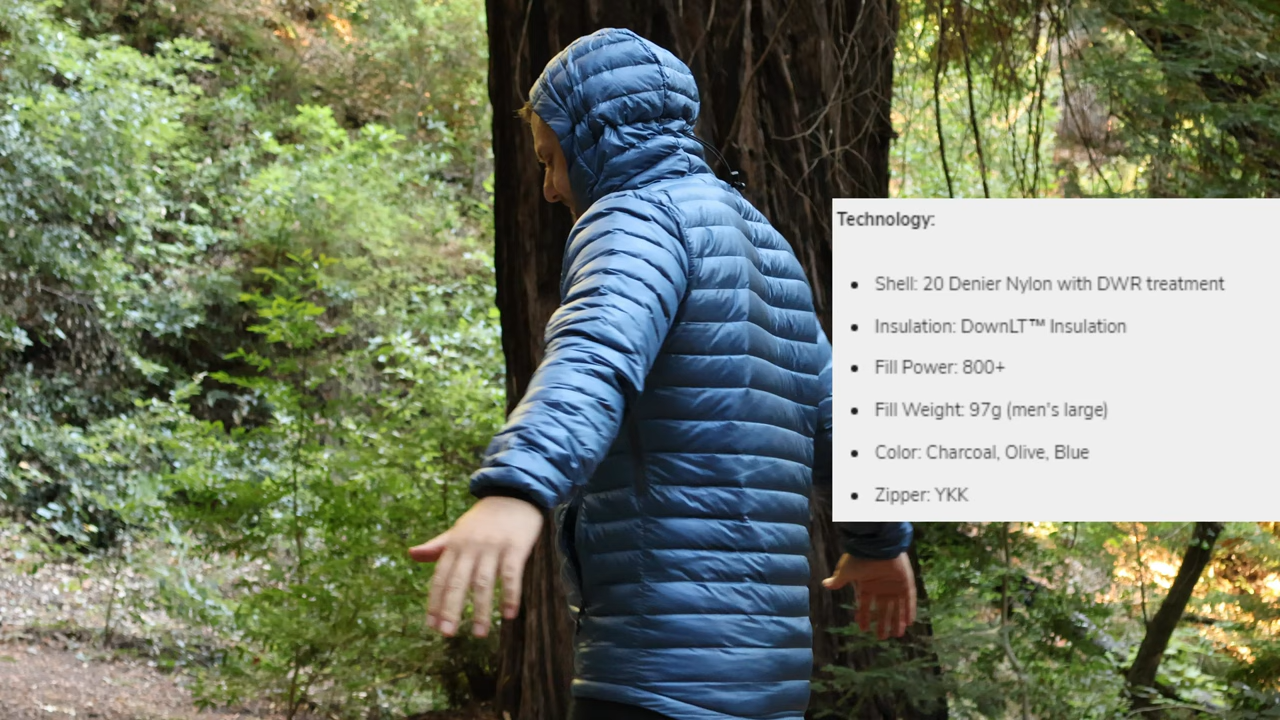 Technology:
Shell: 20 Denier Nylon with DWR treatment
Insulation: DownLT™ Insulation
Fill Power: 800+
Fill Weight: 97g (men's large)
Color: Charcoal, Olive, Blue
Zipper: YKK